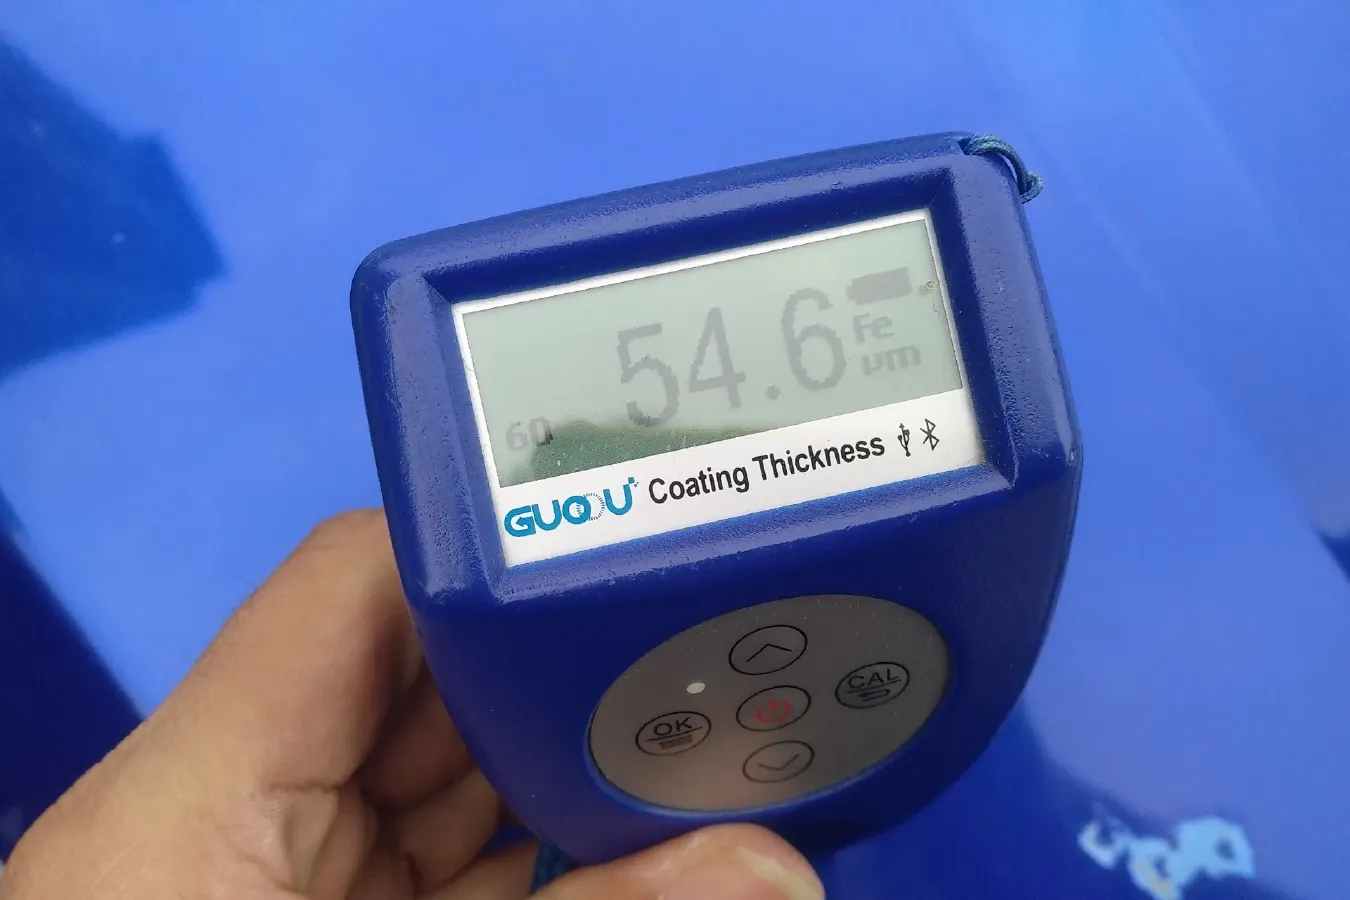 54.6
Fe
µm
60
GUOOU Coating Thickness
OK
CAL